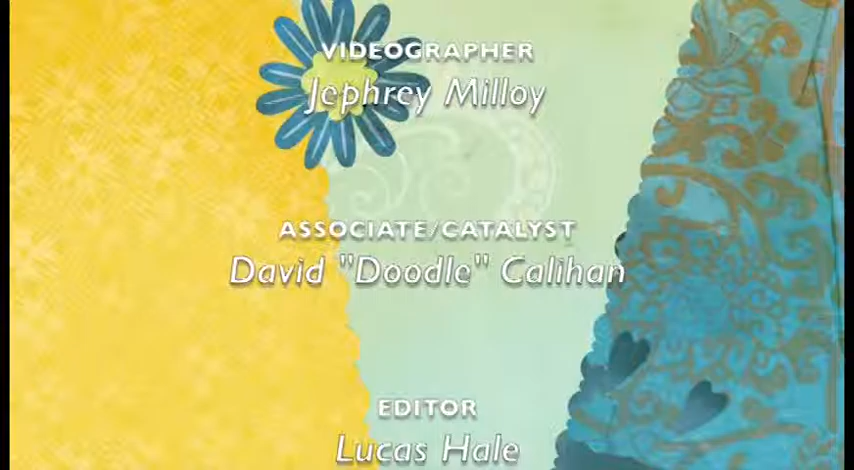 VIDEOGRAPHER
Jephrey Milloy
ASSOCIATE/CATALYST
David "Doodle" Calihan
EDITOR
Lucas Hale